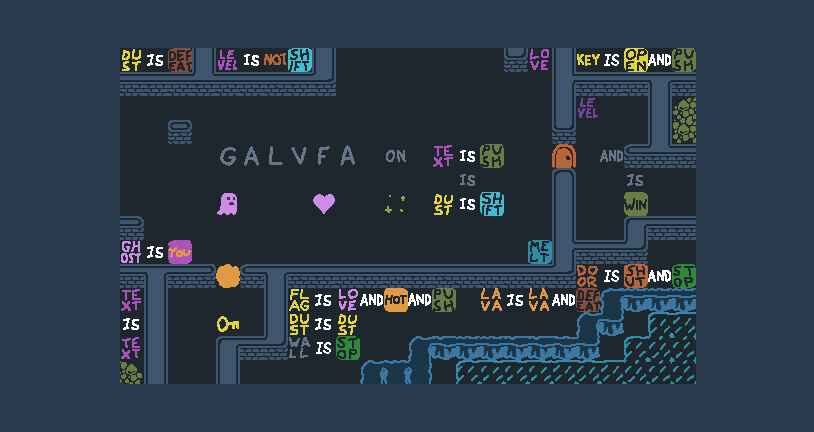 DUST IS DEFEAT LEVEL IS NOT SHIFT LOVE KEY IS OPEN AND PUSH
LEVEL
G A L V F A ON TEXT IS PUSH AND
IS IS
DUST IS SHIFT WIN
GHOST IS YOU MELT
DOOR IS SHUT AND STOP
TEXT FLAG IS LOVE AND HOT AND PUSH LAVA IS LAVA AND DEFEAT
IS DUST IS DUST
TEXT WALL IS STOP